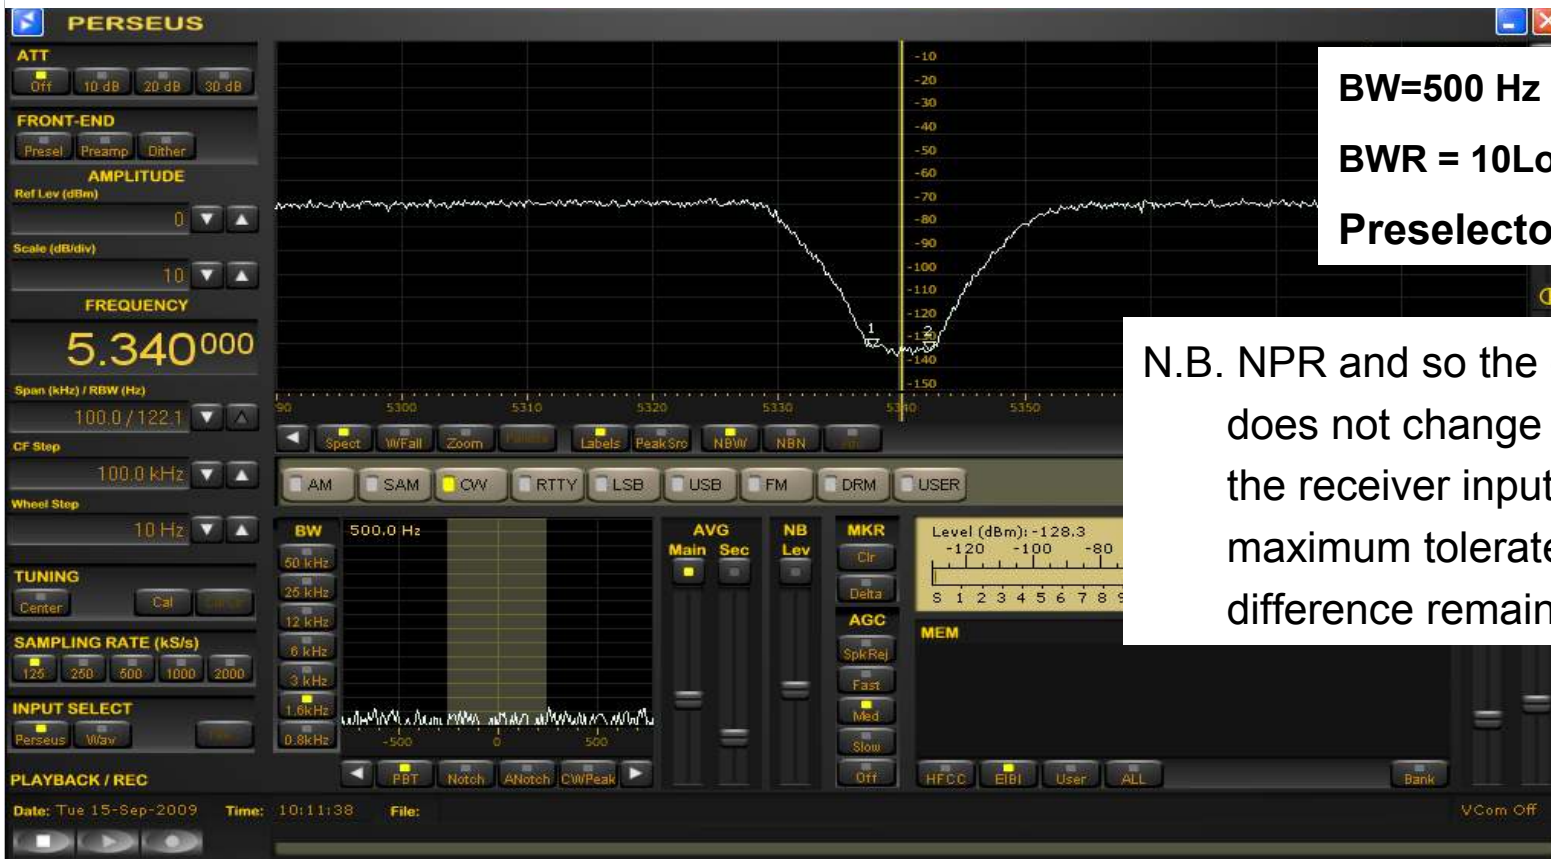 PERSEUS
ATT
Off 10 dB 20 dB 30 dB
FRONT-END
Presel Preamp Dither
AMPLITUDE
Ref Lev (dBm)
0
Scale (dB/div)
10
FREQUENCY
5.340000
Span (kHz) / RBW (Hz)
100.0 / 122.1
CF Step
100.0 kHz
Wheel Step
10 Hz
TUNING
Center Cal
SAMPLING RATE (kS/s)
125 250 500 1000 2000
INPUT SELECT
Perseus Wav
PLAYBACK / REC
Date: Tue 15-Sep-2009 Time: 10:11:38 File:
-10
-20
-30
-40
-50
-60
-70
-80
-90
-100
-110
-120
-130
-140
-150
1 2
90 5300 5310 5320 5330 5340 5350
Spect WFall Zoom Labels PeakSrc NBW NBN
AM SAM CW RTTY LSB USB FM DRM USER
BW 500.0 Hz
50 kHz
25 kHz
12 kHz
6 kHz
3 kHz
1.6kHz
0.8kHz
-500 0 500
PBT Notch ANotch CWPeak
AVG
Main Sec
NB
Lev
MKR
Clr
Delta
AGC
SpkRej
Fast
Med
Slow
Off
Level (dBm): -128.3
-120 -100 -80
S 1 2 3 4 5 6 7 8 9
MEM
HFCC EIBI User ALL Bank
VCom Off
BW=500 Hz
BWR = 10Lo
Preselecto
N.B. NPR and so the
does not change
the receiver input
maximum tolerate
difference remain